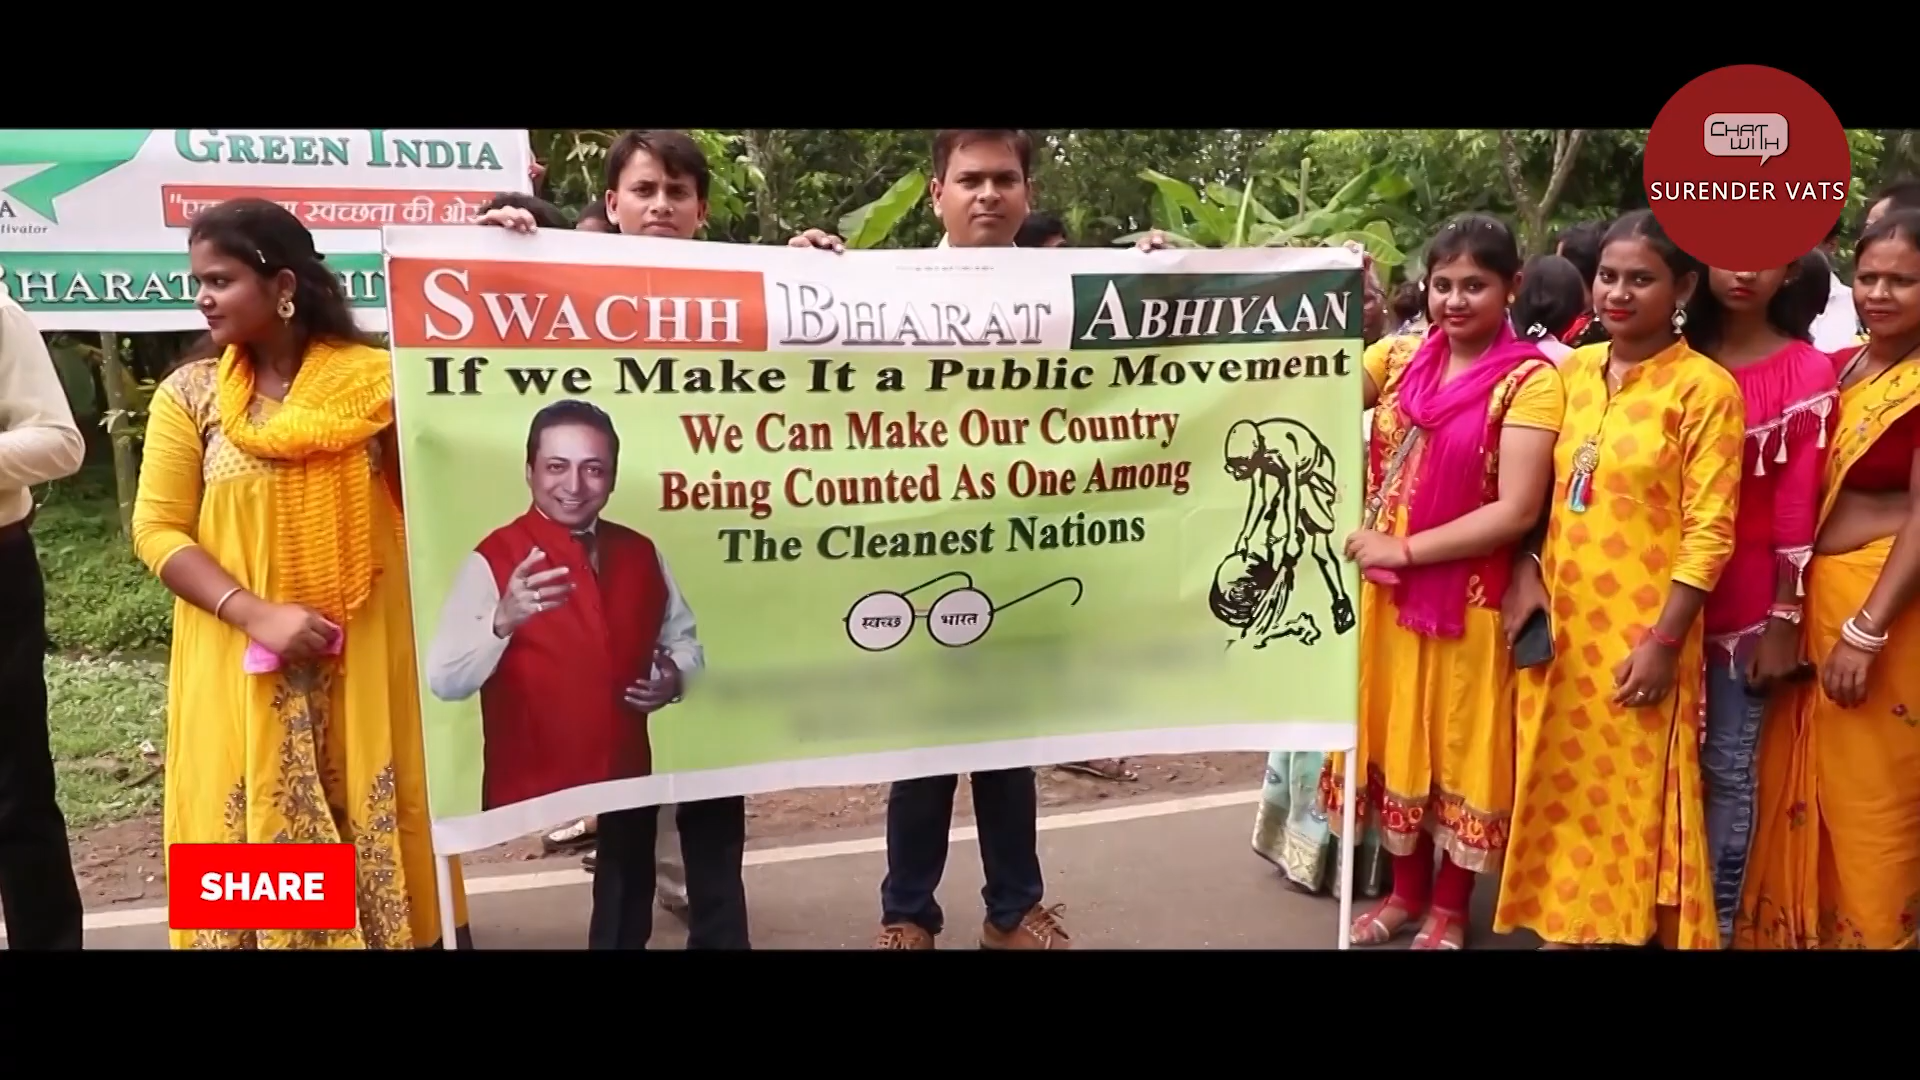 GREEN INDIA
स्वच्छता की ओर"
BHARAT
CHAT
WITH
SURENDER VATS
SWACHH BHARAT ABHIYAAN
If we Make It a Public Movement
We Can Make Our Country
Being Counted As One Among
The Cleanest Nations
स्वच्छ भारत
SHARE